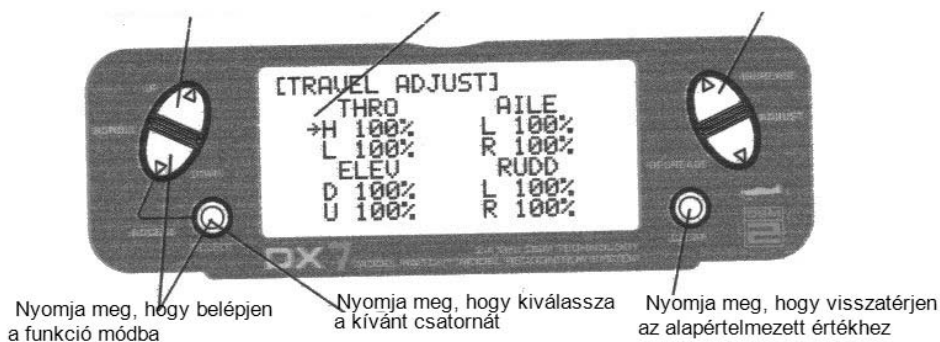 [TRAVEL ADJUST]
THRO AILE
→H 100% L 100%
L 100% R 100%
ELEV RUDD
D 100% L 100%
U 100% R 100%
DX7
Nyomja meg, hogy belépjen
a funkció módba
Nyomja meg, hogy kiválassza
a kívánt csatornát
Nyomja meg, hogy visszatérjen
az alapértelmezett értékhez